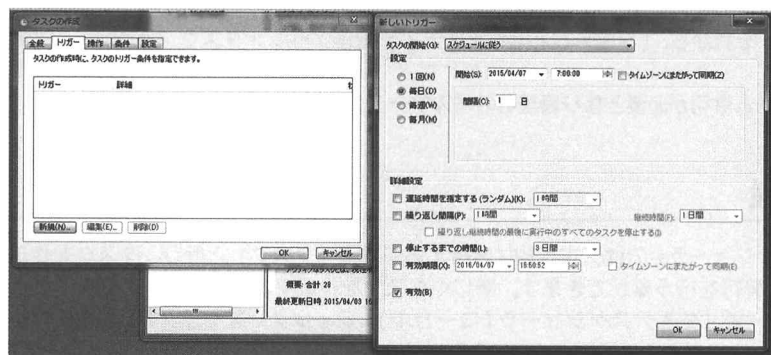 タスクの作成
全般 トリガー 操作 条件 設定
タスクの作成時に、タスクのトリガー条件を指定できます。
トリガー 詳細
新規(N)... 編集(E)... 削除(D)
OK キャンセル
概要: 合計 28
最終更新日時 2015/04/03 16
新しいトリガー
タスクの開始(G): スケジュールに従う
設定
1回(N)
毎日(D)
毎週(W)
毎月(M)
開始(S): 2015/04/07 7:00:00 タイムゾーンにまたがって同期(Z)
間隔(C): 1 日
詳細設定
遅延時間を指定する (ランダム)(K): 1時間
繰り返し間隔(P): 1時間 継続時間(F): 1日間
繰り返し継続時間の最後に実行中のすべてのタスクを停止する(I)
停止するまでの時間(L): 3日間
有効期限(X): 2016/04/07 15:50:52 タイムゾーンにまたがって同期(E)
有効(B)
OK キャンセル